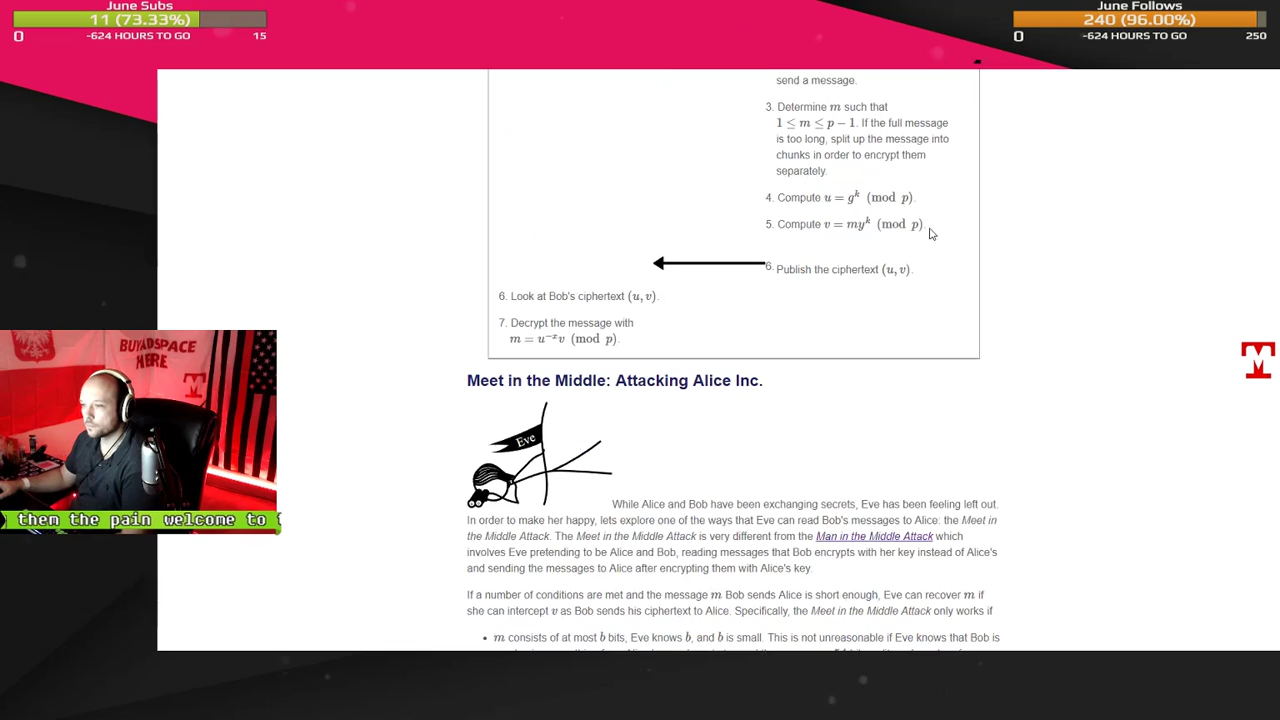 June Subs
11 (73.33%)
0
-624 HOURS TO GO
15
June Follows
240 (96.00%)
0
-624 HOURS TO GO
250
send a message.
3. Determine m such that
1 ≤ m ≤ p − 1. If the full message
is too long, split up the message into
chunks in order to encrypt them
separately.
4. Compute u = g^k (mod p).
5. Compute v = my^k (mod p).
6. Publish the ciphertext (u, v).
6. Look at Bob's ciphertext (u, v).
7. Decrypt the message with
m = u^−x v (mod p).
Meet in the Middle: Attacking Alice Inc.
Eve
While Alice and Bob have been exchanging secrets, Eve has been feeling left out.
In order to make her happy, lets explore one of the ways that Eve can read Bob's messages to Alice: the Meet in
the Middle Attack. The Meet in the Middle Attack is very different from the Man in the Middle Attack which
involves Eve pretending to be Alice and Bob, reading messages that Bob encrypts with her key instead of Alice's
and sending the messages to Alice after encrypting them with Alice's key.
If a number of conditions are met and the message m Bob sends Alice is short enough, Eve can recover m if
she can intercept v as Bob sends his ciphertext to Alice. Specifically, the Meet in the Middle Attack only works if
• m consists of at most b bits, Eve knows b, and b is small. This is not unreasonable if Eve knows that Bob is
BUY ADSPACE
HERE
them the pain welcome to